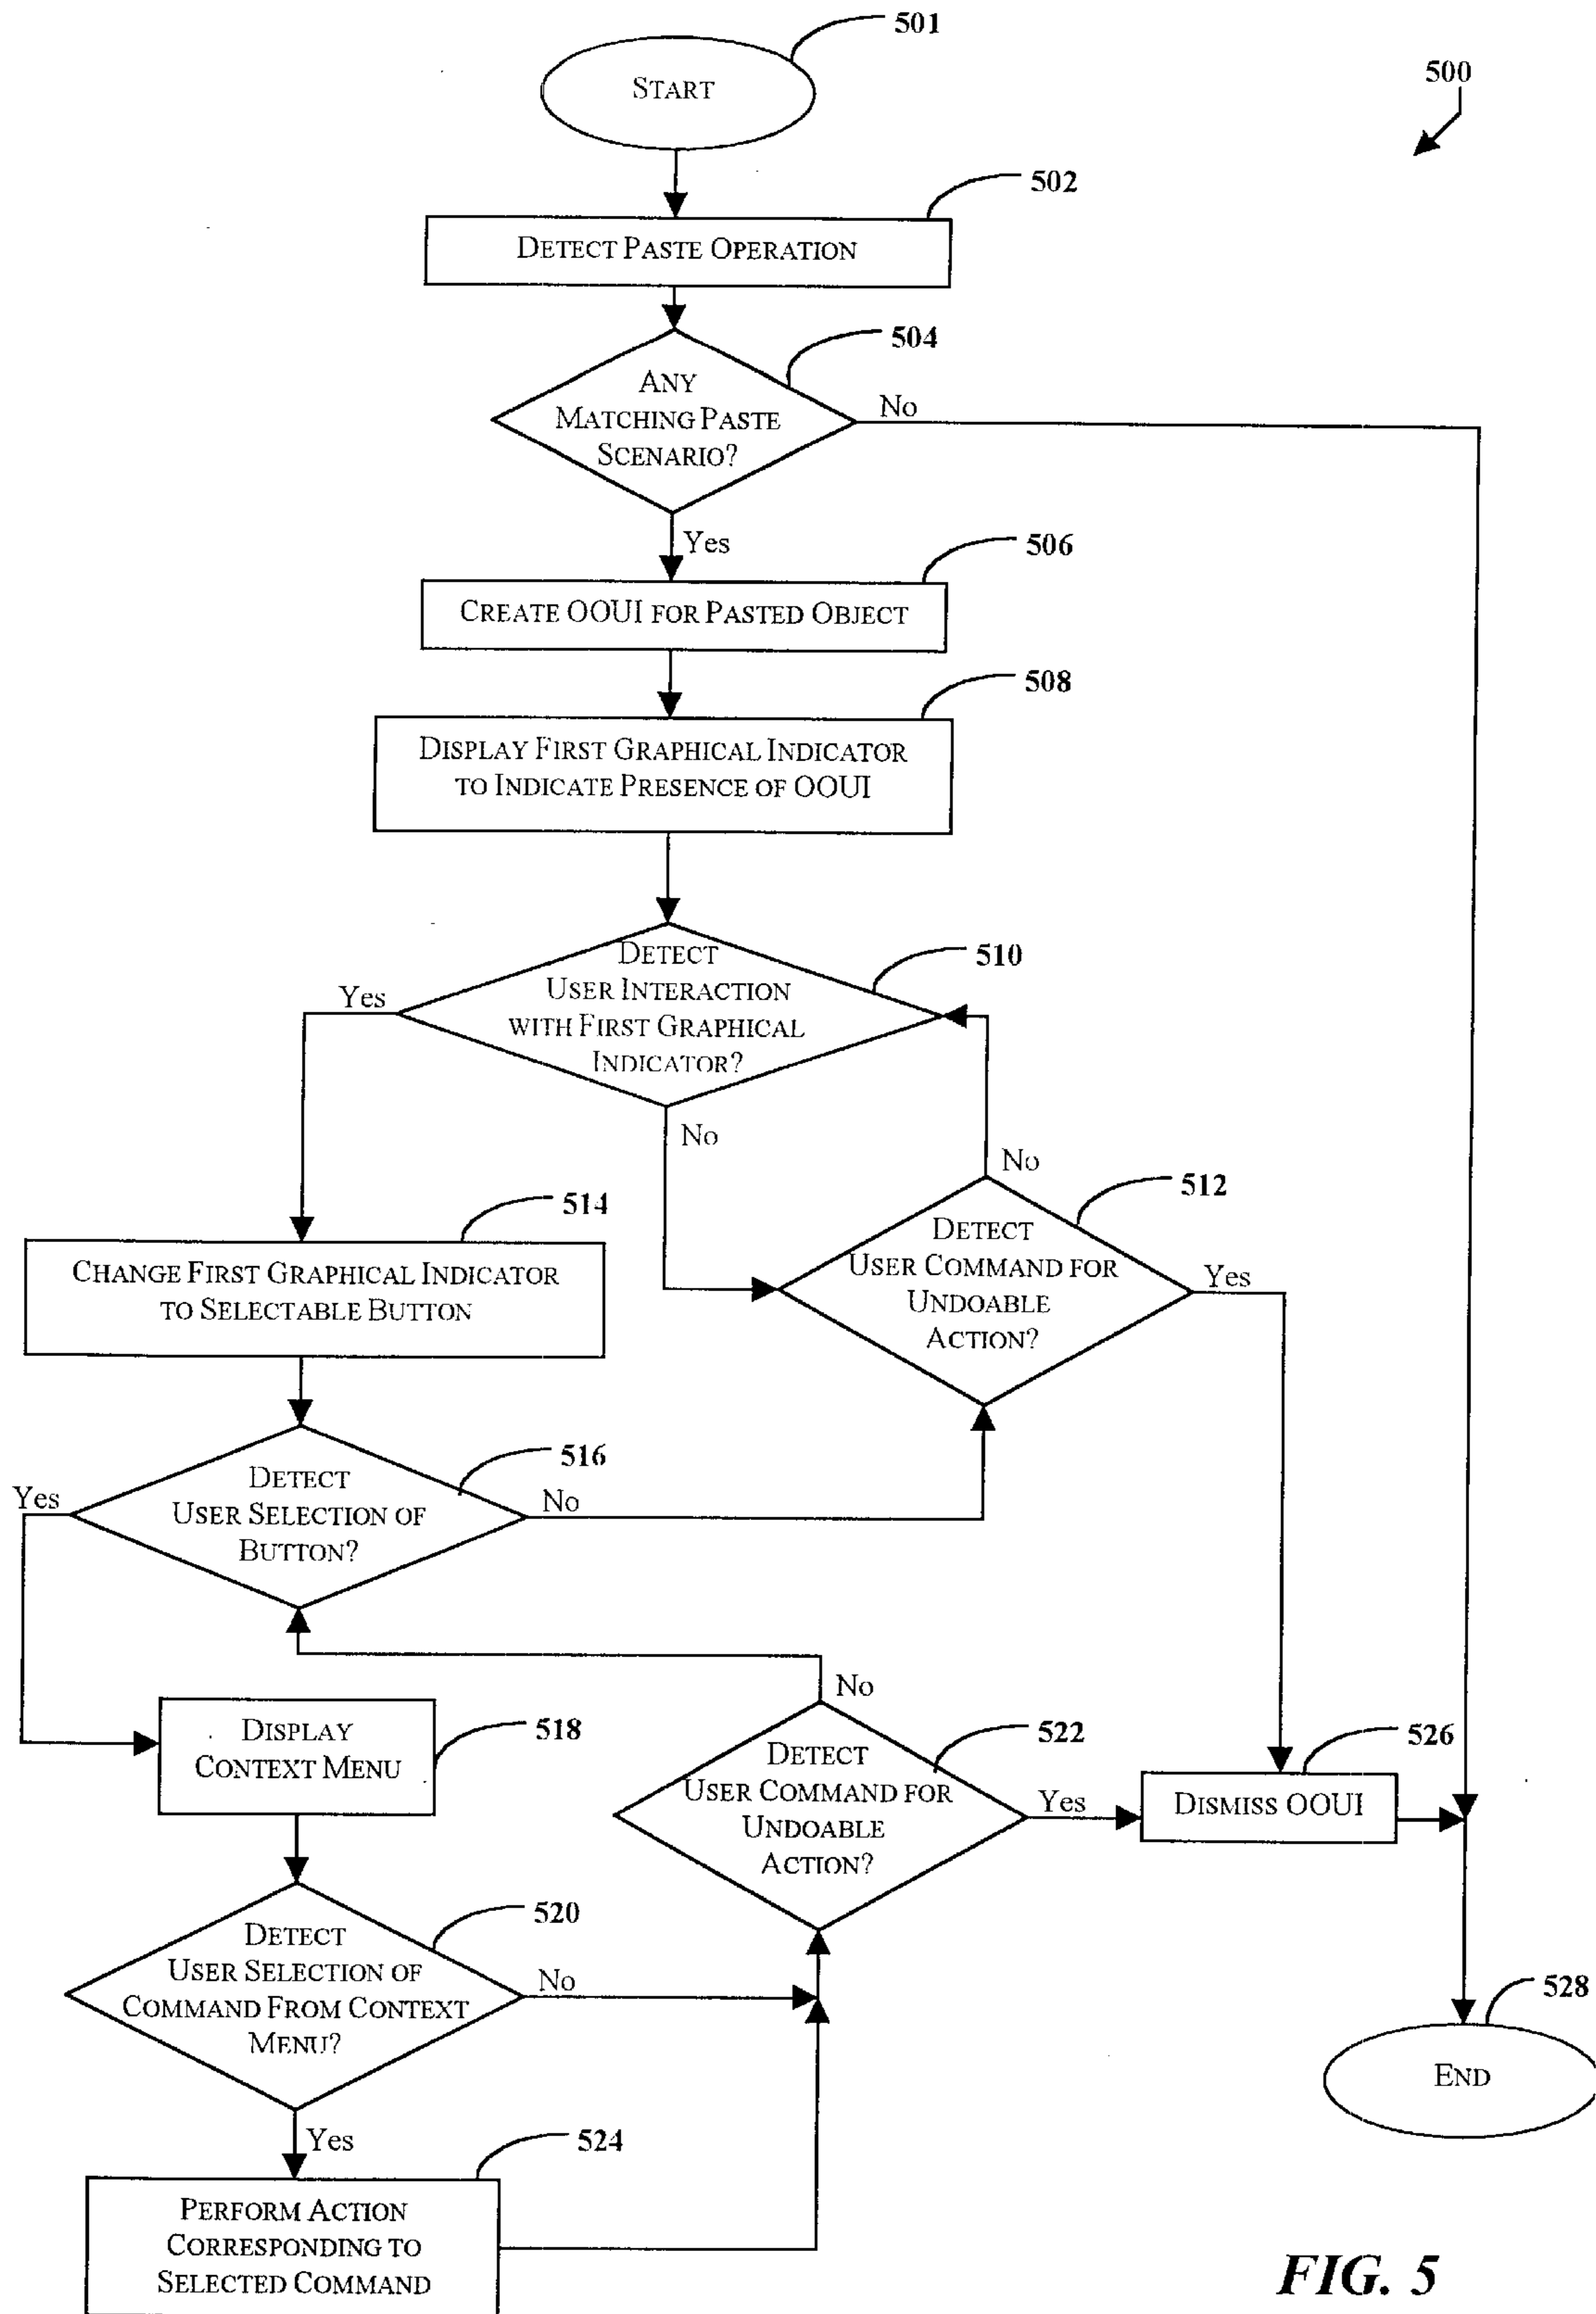 501
START
500
502
DETECT PASTE OPERATION
504
ANY
MATCHING PASTE
SCENARIO?
No
Yes
506
CREATE OOUI FOR PASTED OBJECT
508
DISPLAY FIRST GRAPHICAL INDICATOR
TO INDICATE PRESENCE OF OOUI
510
DETECT
USER INTERACTION
WITH FIRST GRAPHICAL
INDICATOR?
Yes
No
No
512
DETECT
USER COMMAND FOR
UNDOABLE
ACTION?
Yes
514
CHANGE FIRST GRAPHICAL INDICATOR
TO SELECTABLE BUTTON
516
DETECT
USER SELECTION OF
BUTTON?
Yes
No
518
DISPLAY
CONTEXT MENU
No
522
DETECT
USER COMMAND FOR
UNDOABLE
ACTION?
Yes
526
DISMISS OOUI
520
DETECT
USER SELECTION OF
COMMAND FROM CONTEXT
MENU?
No
Yes
528
END
524
PERFORM ACTION
CORRESPONDING TO
SELECTED COMMAND
FIG. 5